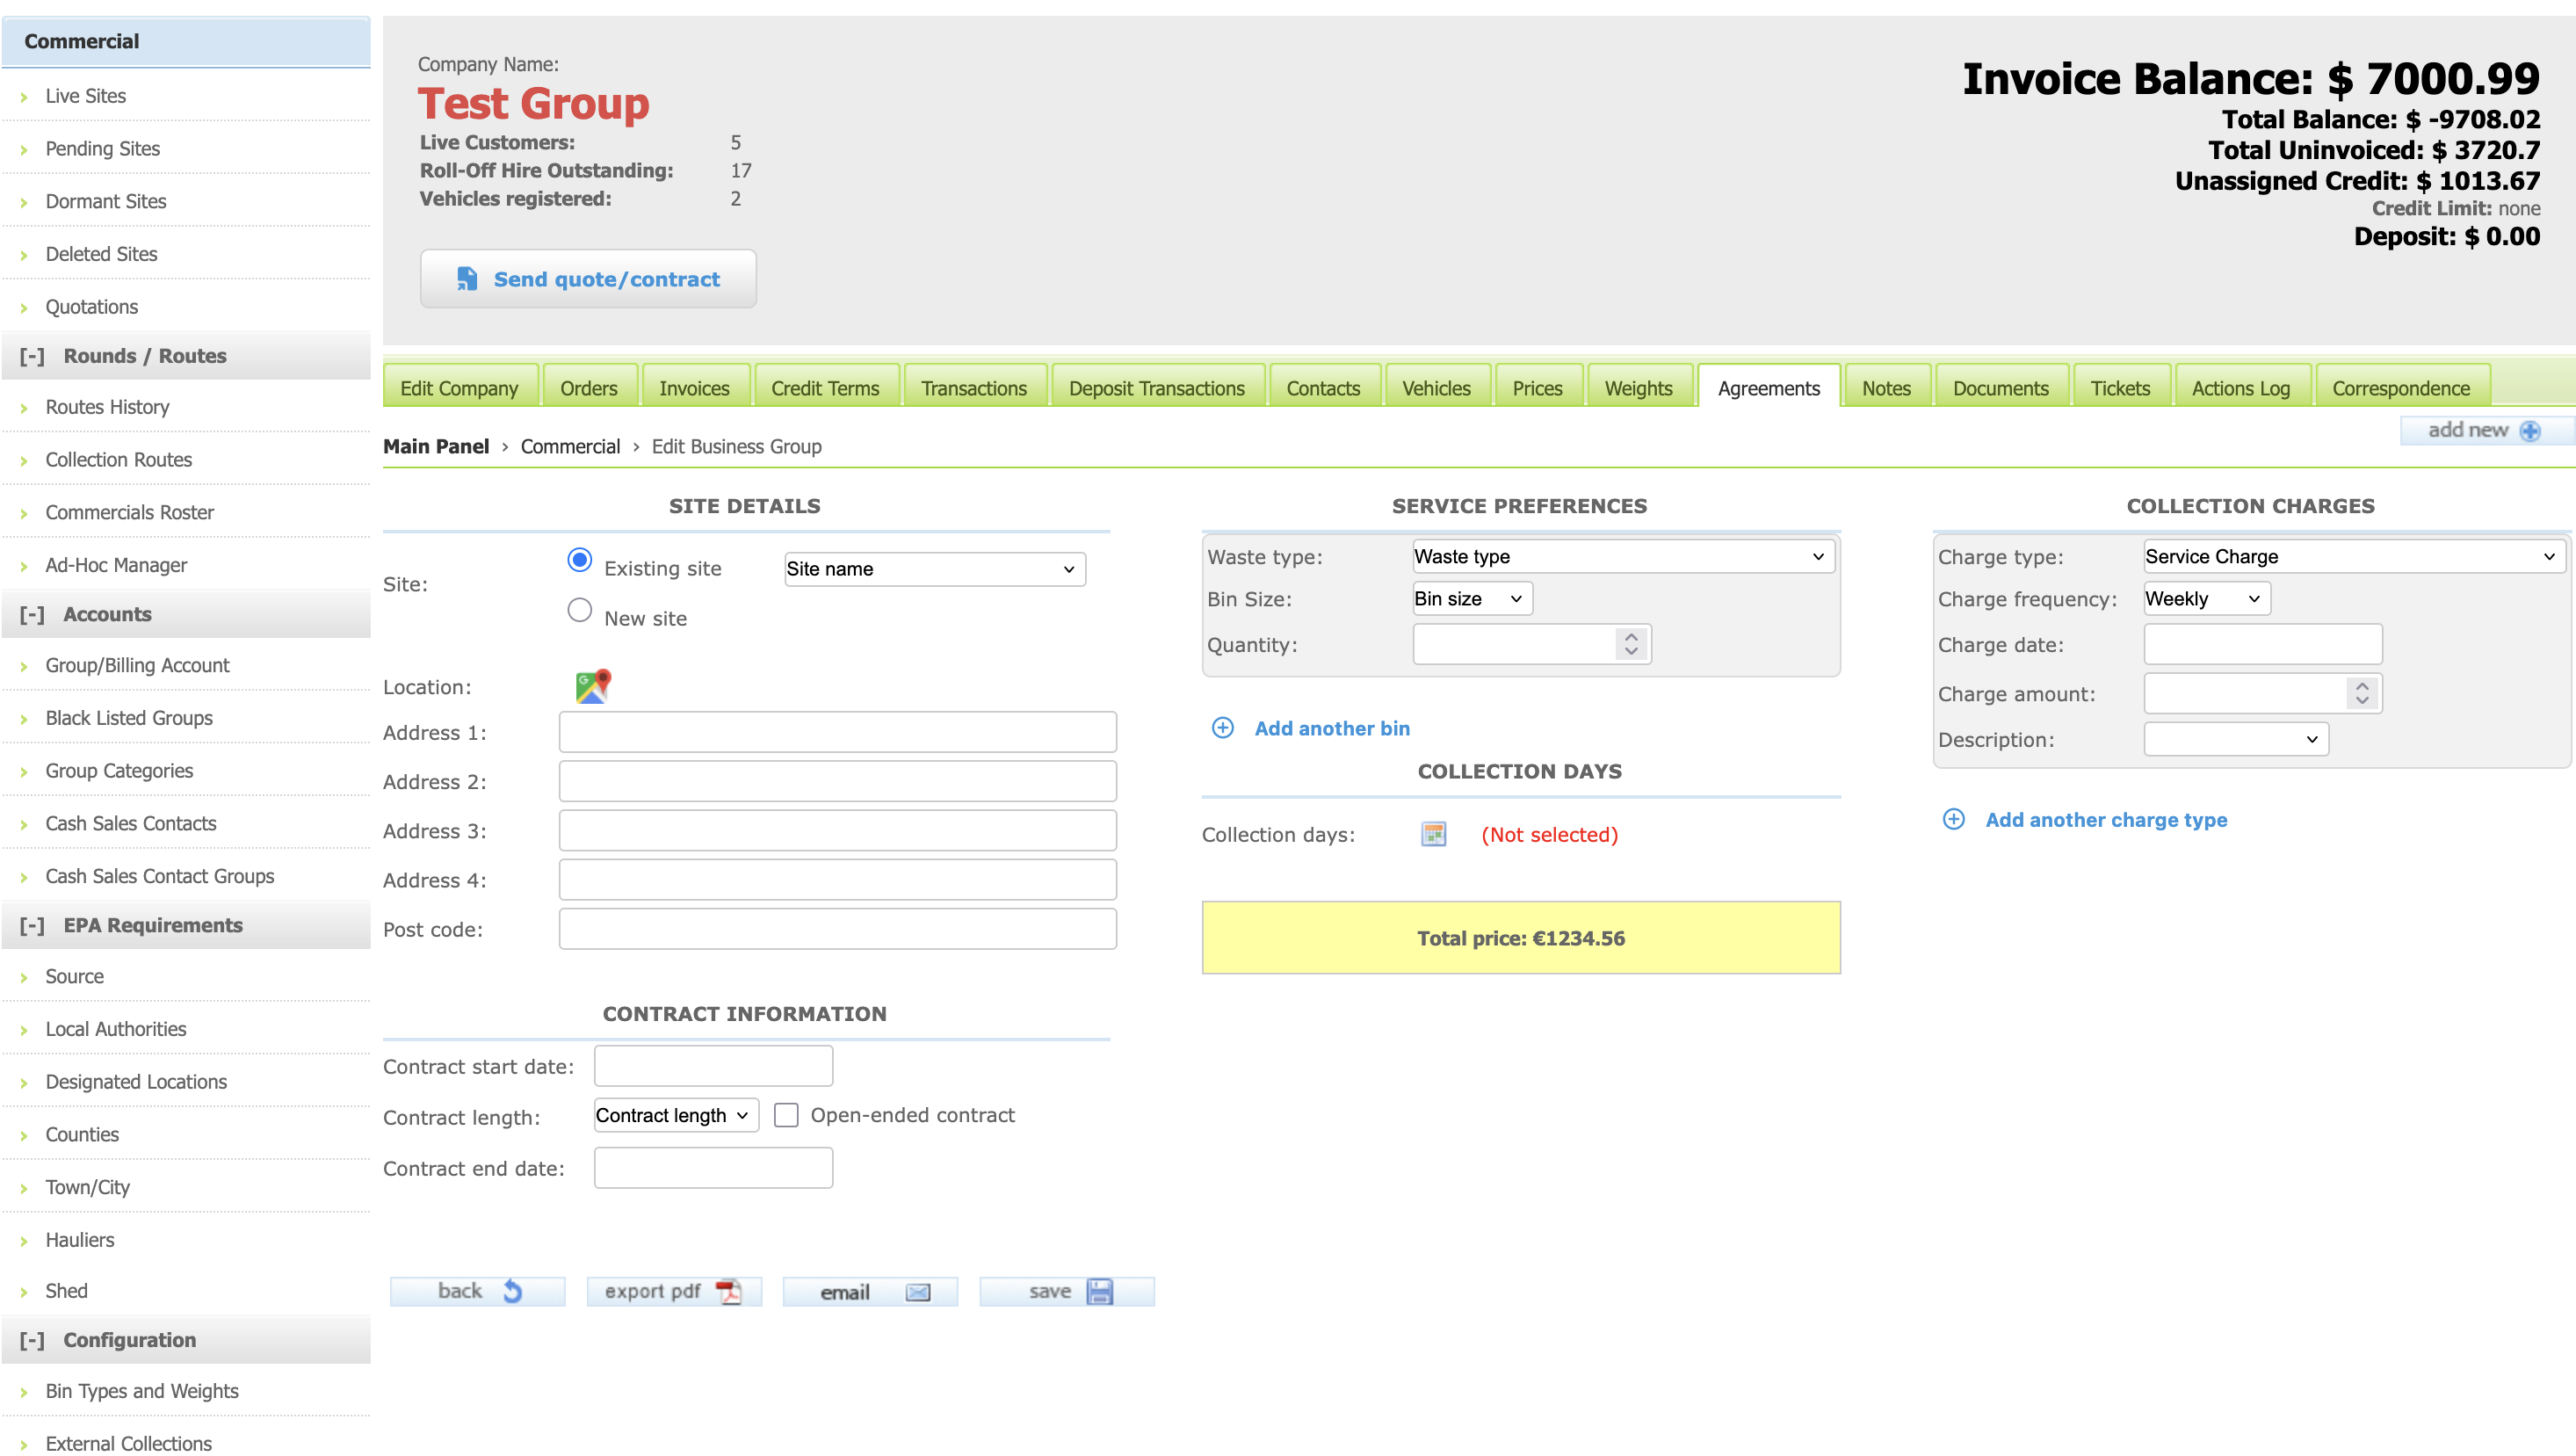 Commercial
Live Sites
Pending Sites
Dormant Sites
Deleted Sites
Quotations
[-] Rounds / Routes
Routes History
Collection Routes
Commercials Roster
Ad-Hoc Manager
[-] Accounts
Group/Billing Account
Black Listed Groups
Group Categories
Cash Sales Contacts
Cash Sales Contact Groups
[-] EPA Requirements
Source
Local Authorities
Designated Locations
Counties
Town/City
Hauliers
Shed
[-] Configuration
Bin Types and Weights
External Collections
Company Name:
Test Group
Live Customers: 5
Roll-Off Hire Outstanding: 17
Vehicles registered: 2
Send quote/contract
Invoice Balance: $ 7000.99
Total Balance: $ -9708.02
Total Uninvoiced: $ 3720.7
Unassigned Credit: $ 1013.67
Credit Limit: none
Deposit: $ 0.00
Edit Company Orders Invoices Credit Terms Transactions Deposit Transactions Contacts Vehicles Prices Weights Agreements Notes Documents Tickets Actions Log Correspondence
Main Panel › Commercial › Edit Business Group
add new
SITE DETAILS
Site:
Existing site Site name
New site
Location:
Address 1:
Address 2:
Address 3:
Address 4:
Post code:
CONTRACT INFORMATION
Contract start date:
Contract length: Contract length Open-ended contract
Contract end date:
SERVICE PREFERENCES
Waste type: Waste type
Bin Size: Bin size
Quantity:
Add another bin
COLLECTION DAYS
Collection days: (Not selected)
Total price: €1234.56
COLLECTION CHARGES
Charge type: Service Charge
Charge frequency: Weekly
Charge date:
Charge amount:
Description:
Add another charge type
back export pdf email save